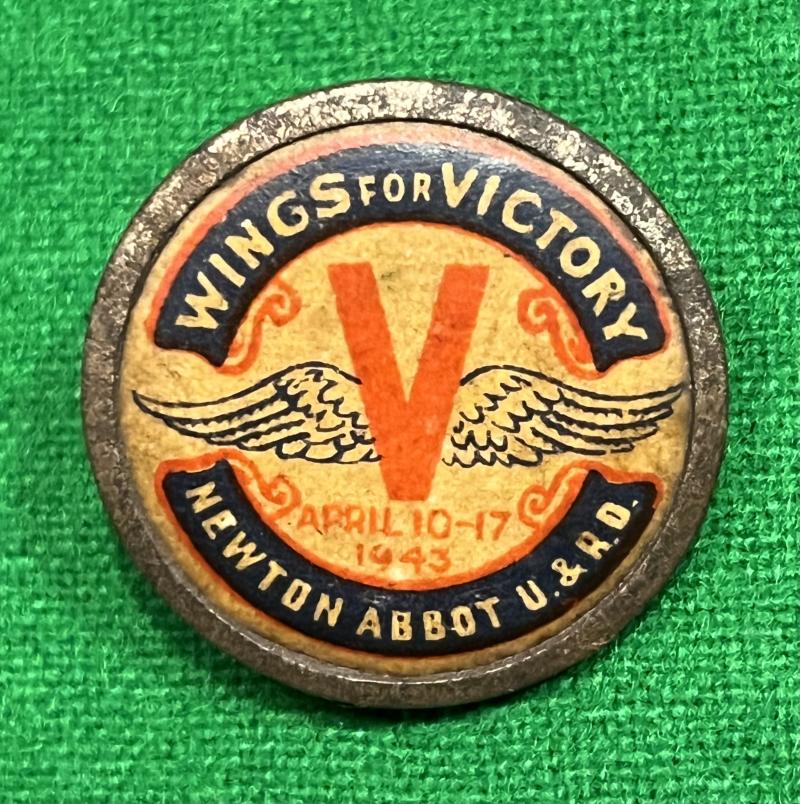 WINGS FOR VICTORY
V
APRIL 10-17
1943
NEWTON ABBOT U. & R.D.